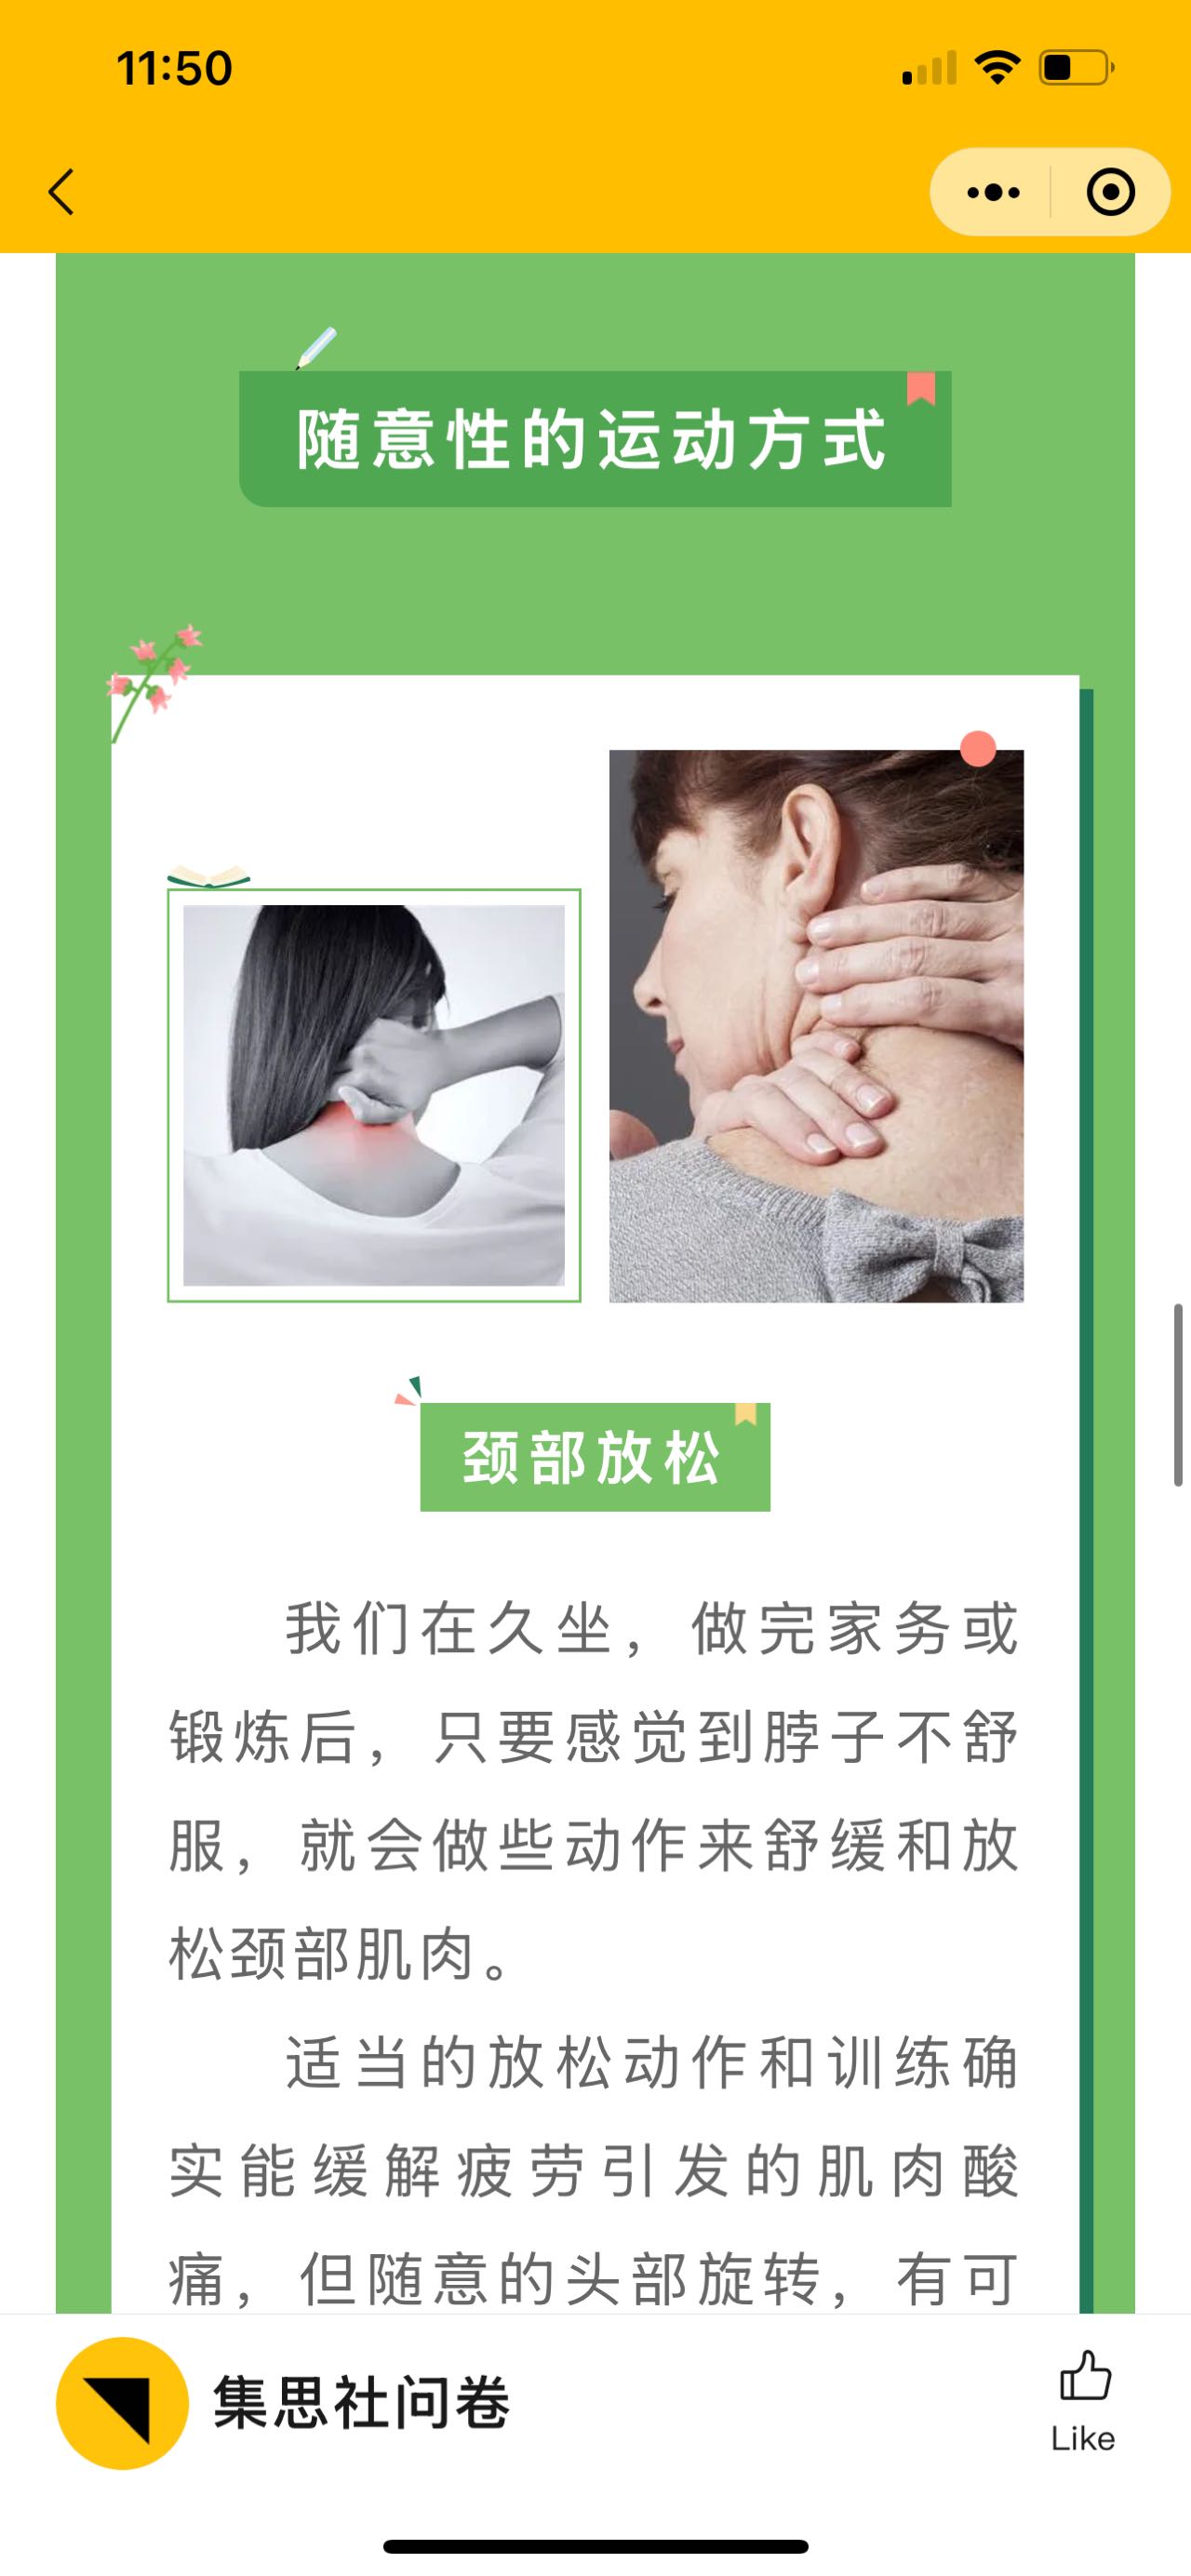 11:50
随意性的运动方式
颈部放松
我们在久坐，做完家务或
锻炼后，只要感觉到脖子不舒
服，就会做些动作来舒缓和放
松颈部肌肉。
适当的放松动作和训练确
实能缓解疲劳引发的肌肉酸
痛，但随意的头部旋转，有可
集思社问卷
Like